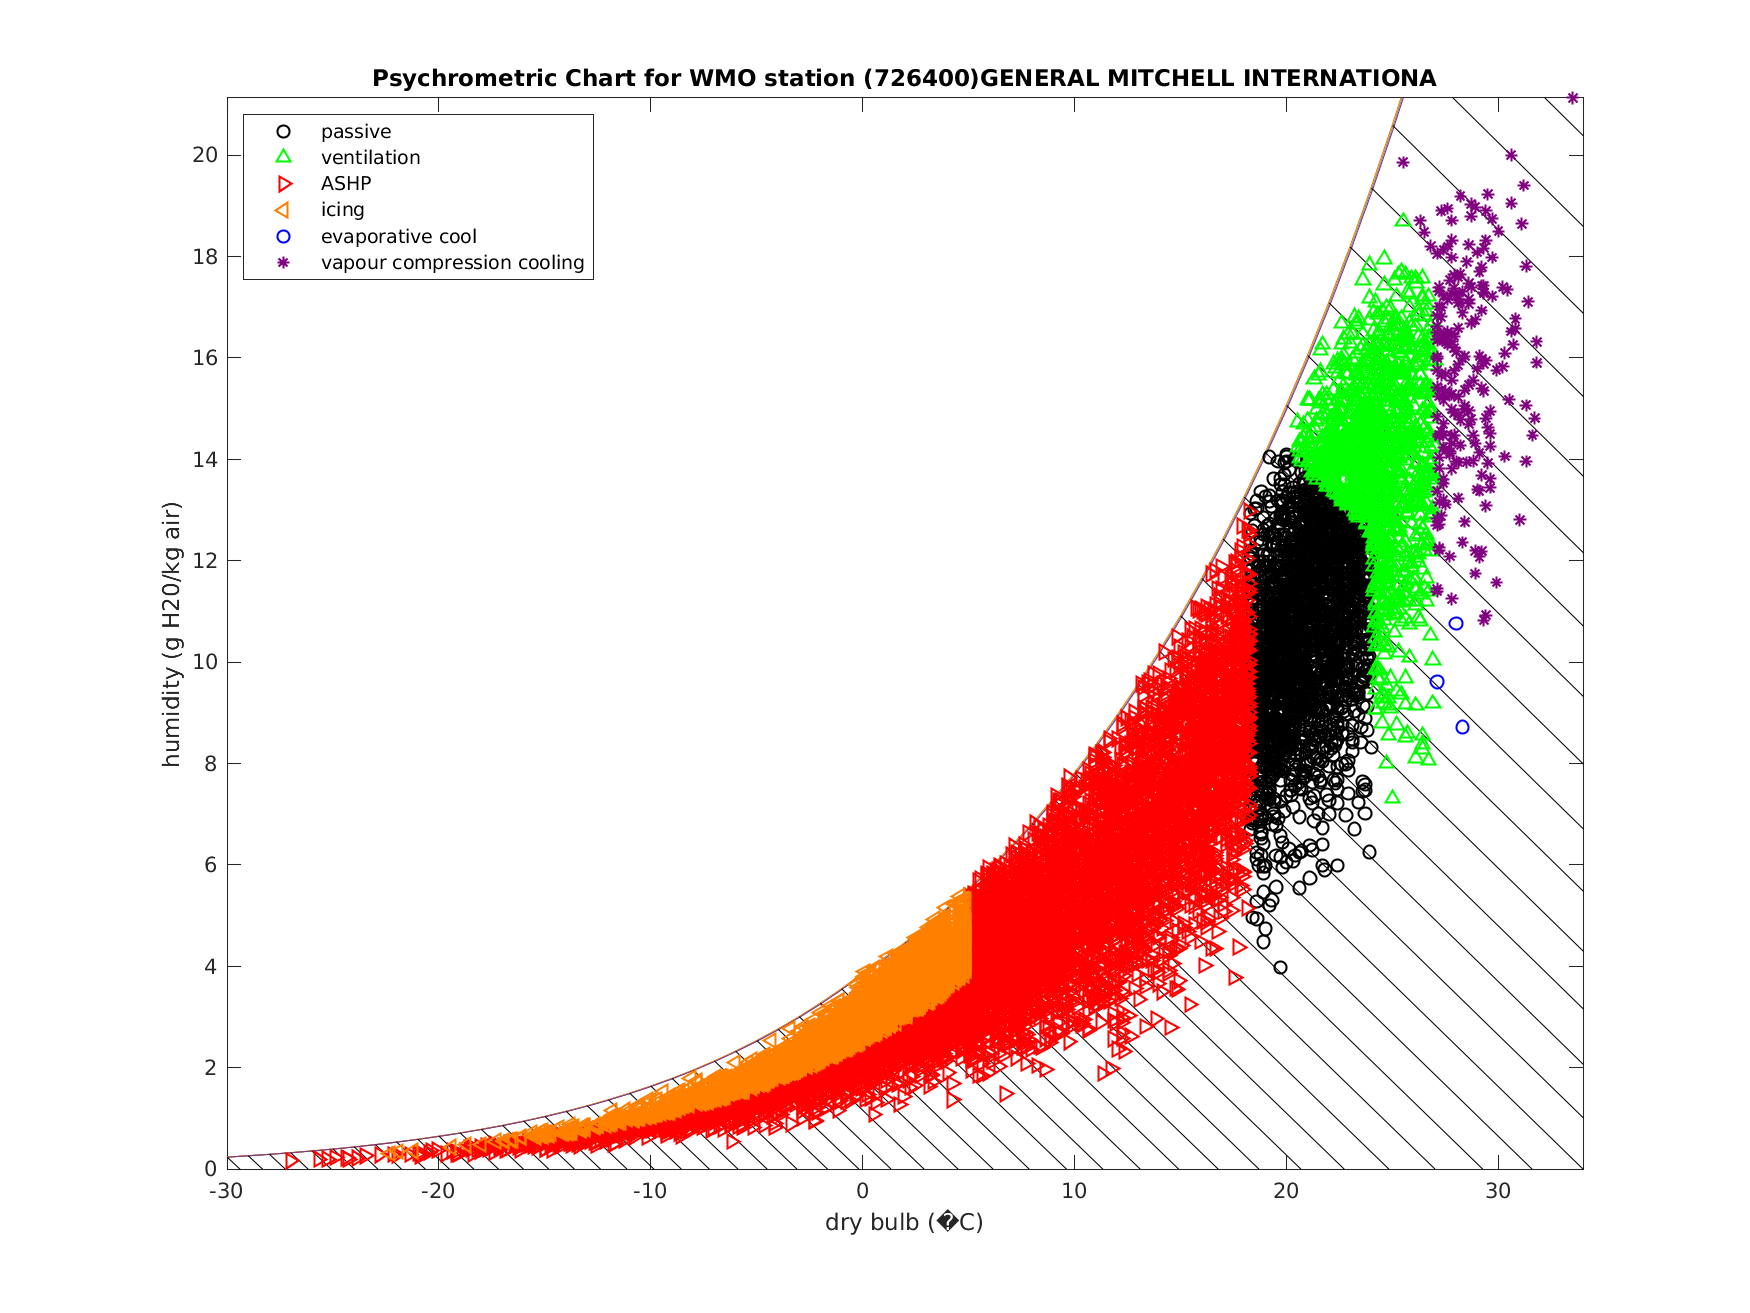 Psychrometric Chart for WMO station (726400)GENERAL MITCHELL INTERNATIONA
passive
ventilation
ASHP
icing
evaporative cool
vapour compression cooling
humidity (g H20/kg air)
20
18
16
14
12
10
8
6
4
2
0
-30 -20 -10 0 10 20 30
dry bulb (�C)